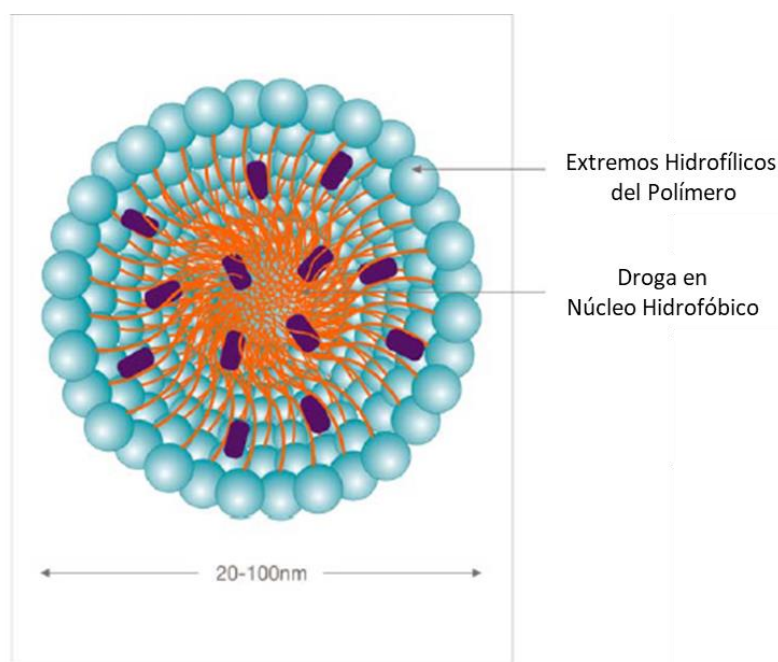 Extremos Hidrofílicos
del Polímero
Droga en
Núcleo Hidrofóbico
20-100nm